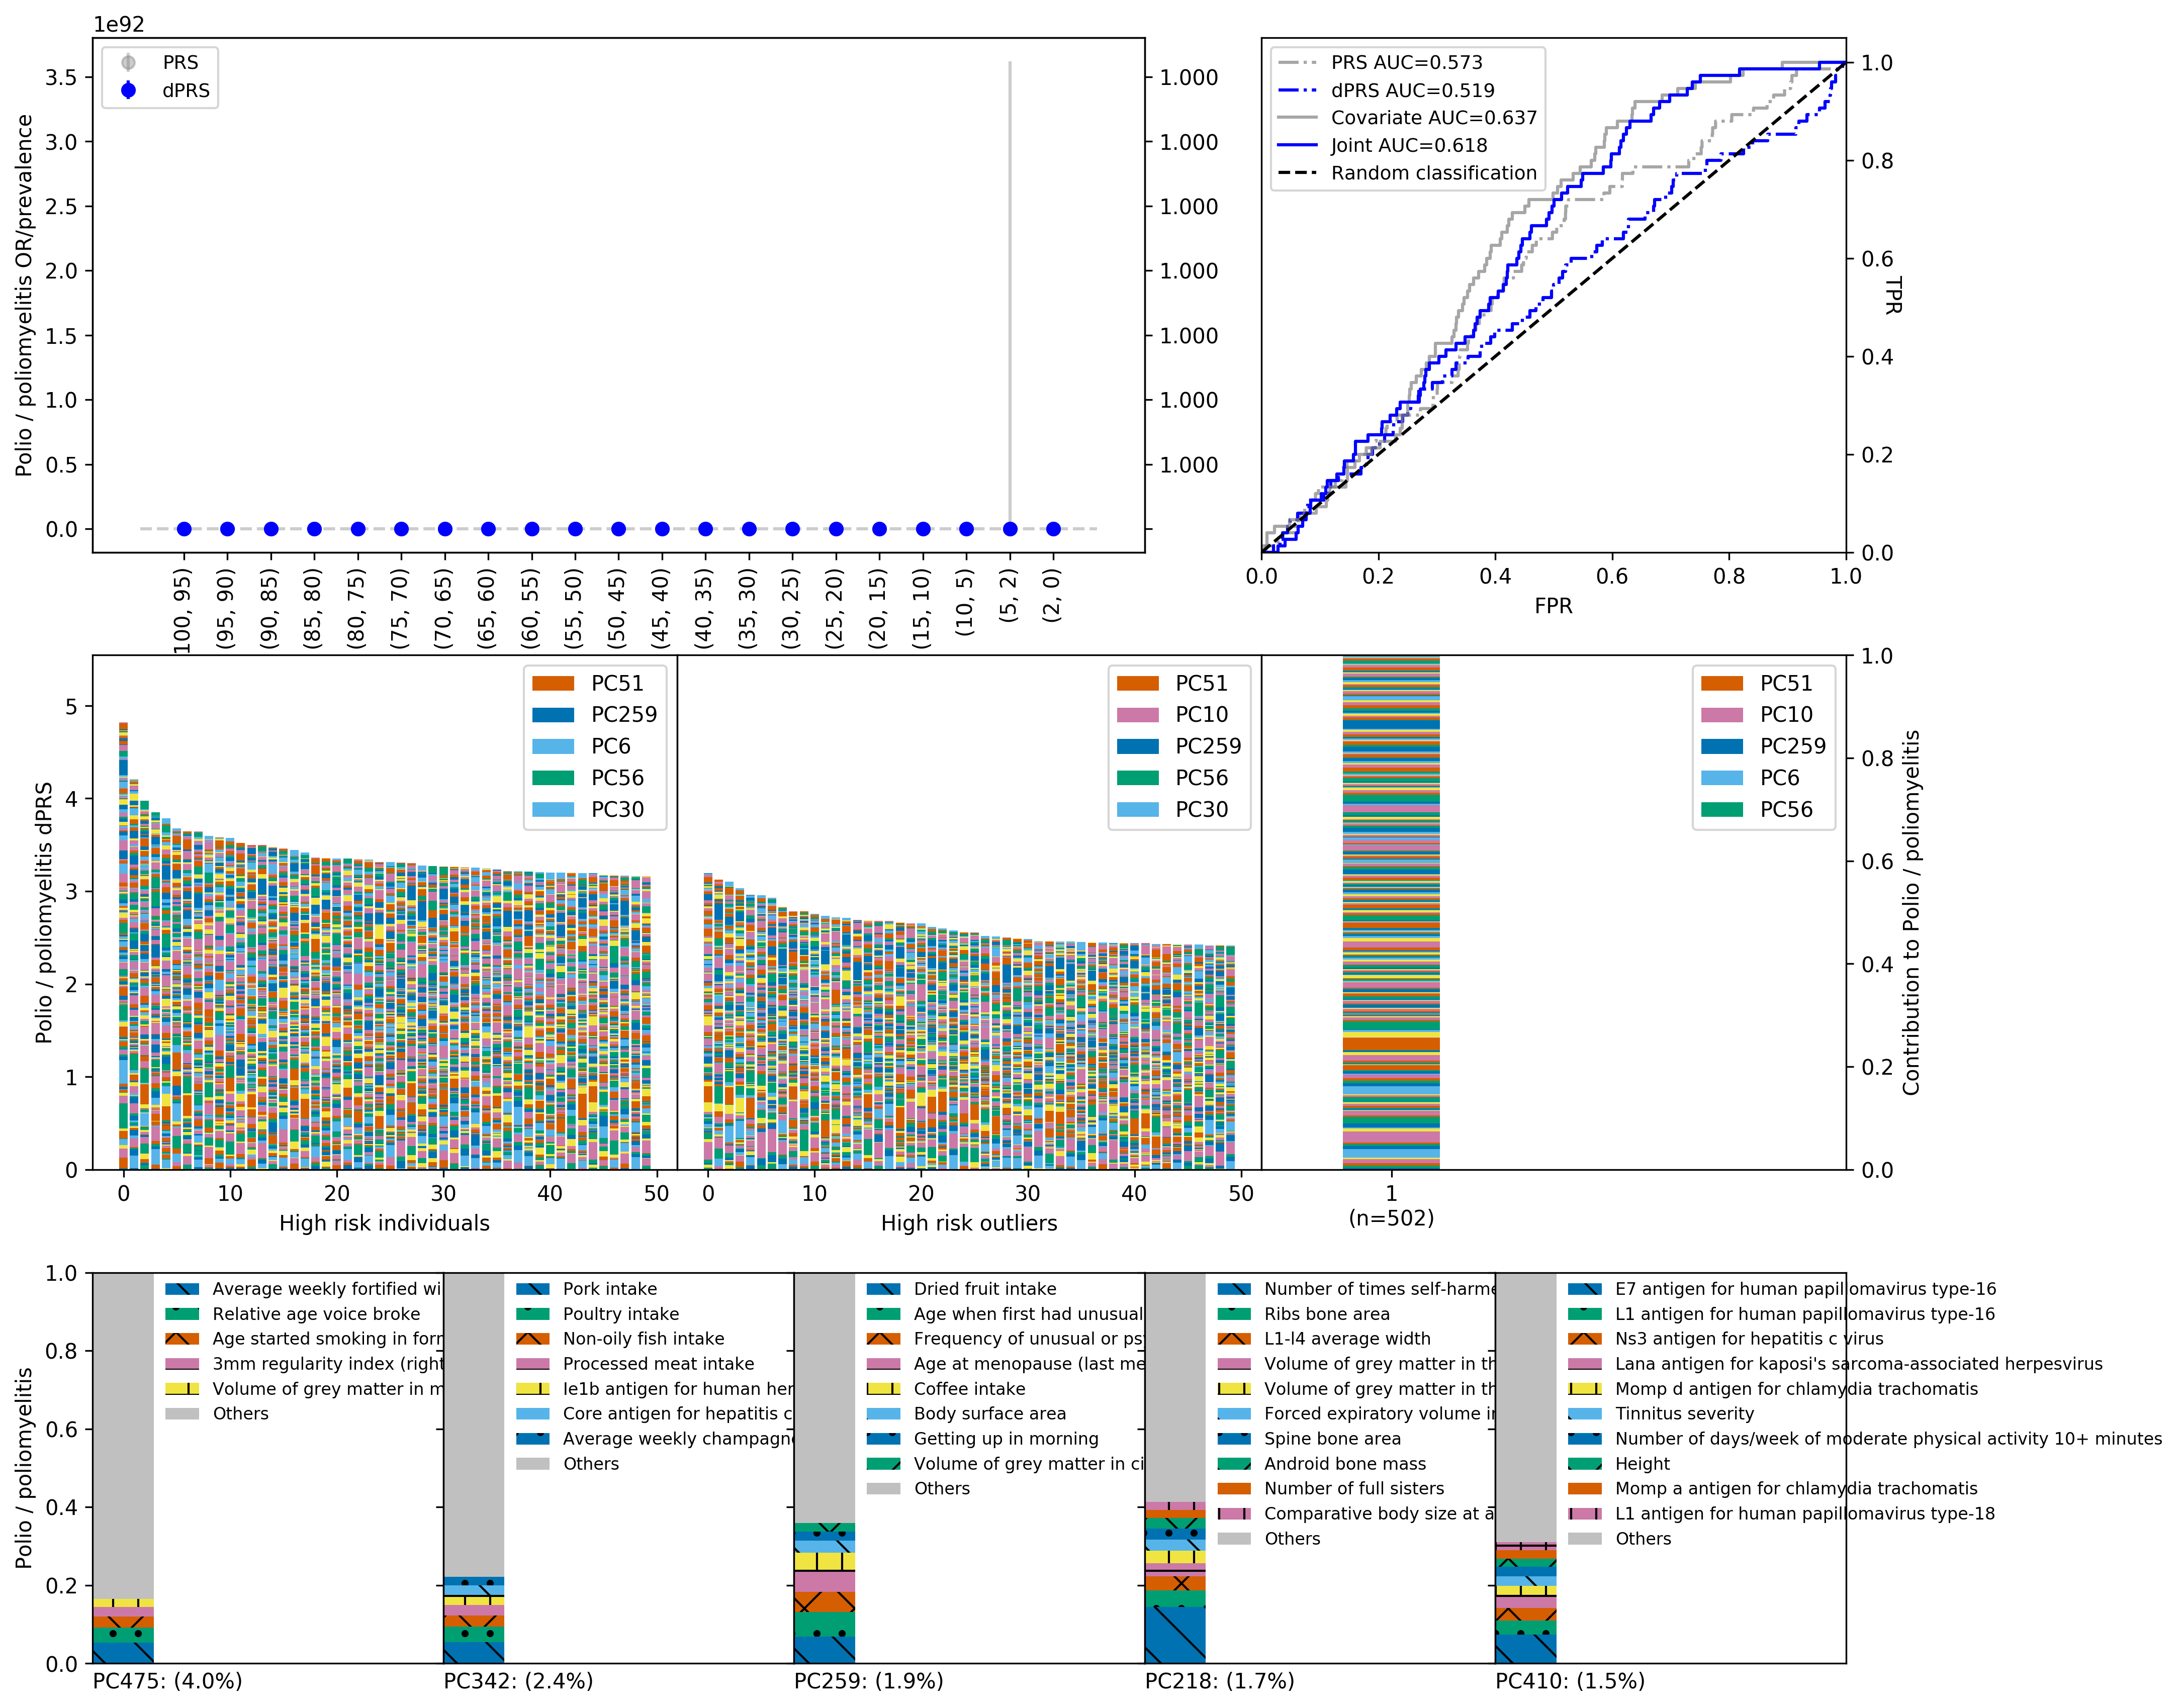 1e92
PRS
dPRS
3.5
3.0
2.5
2.0
1.5
1.0
0.5
0.0
Polio / poliomyelitis OR/prevalence
1.000
1.000
1.000
1.000
1.000
1.000
1.000
100, 95)
(95, 90)
(90, 85)
(85, 80)
(80, 75)
(75, 70)
(70, 65)
(65, 60)
(60, 55)
(55, 50)
(50, 45)
(45, 40)
(40, 35)
(35, 30)
(30, 25)
(25, 20)
(20, 15)
(15, 10)
(10, 5)
(5, 2)
(2, 0)
PRS AUC=0.573
dPRS AUC=0.519
Covariate AUC=0.637
Joint AUC=0.618
Random classification
1.0
0.8
0.6
0.4
0.2
0.0
TPR
0.0 0.2 0.4 0.6 0.8 1.0
FPR
Polio / poliomyelitis dPRS
5
4
3
2
1
0
PC51
PC259
PC6
PC56
PC30
0 10 20 30 40 50
High risk individuals
PC51
PC10
PC259
PC56
PC30
0 10 20 30 40 50
High risk outliers
PC51
PC10
PC259
PC6
PC56
1
(n=502)
1.0
0.8
0.6
0.4
0.2
0.0
Contribution to Polio / poliomyelitis
Polio / poliomyelitis
1.0
0.8
0.6
0.4
0.2
0.0
Average weekly fortified wi
Relative age voice broke
Age started smoking in forr
3mm regularity index (right
Volume of grey matter in m
Others
PC475: (4.0%)
Pork intake
Poultry intake
Non-oily fish intake
Processed meat intake
Ie1b antigen for human her
Core antigen for hepatitis c
Average weekly champagne
Others
PC342: (2.4%)
Dried fruit intake
Age when first had unusual
Frequency of unusual or psy
Age at menopause (last me
Coffee intake
Body surface area
Getting up in morning
Volume of grey matter in ci
Others
PC259: (1.9%)
Number of times self-harme
Ribs bone area
L1-l4 average width
Volume of grey matter in th
Volume of grey matter in th
Forced expiratory volume in
Spine bone area
Android bone mass
Number of full sisters
Comparative body size at a
Others
PC218: (1.7%)
E7 antigen for human papillomavirus type-16
L1 antigen for human papillomavirus type-16
Ns3 antigen for hepatitis c virus
Lana antigen for kaposi's sarcoma-associated herpesvirus
Momp d antigen for chlamydia trachomatis
Tinnitus severity
Number of days/week of moderate physical activity 10+ minutes
Height
Momp a antigen for chlamydia trachomatis
L1 antigen for human papillomavirus type-18
Others
PC410: (1.5%)